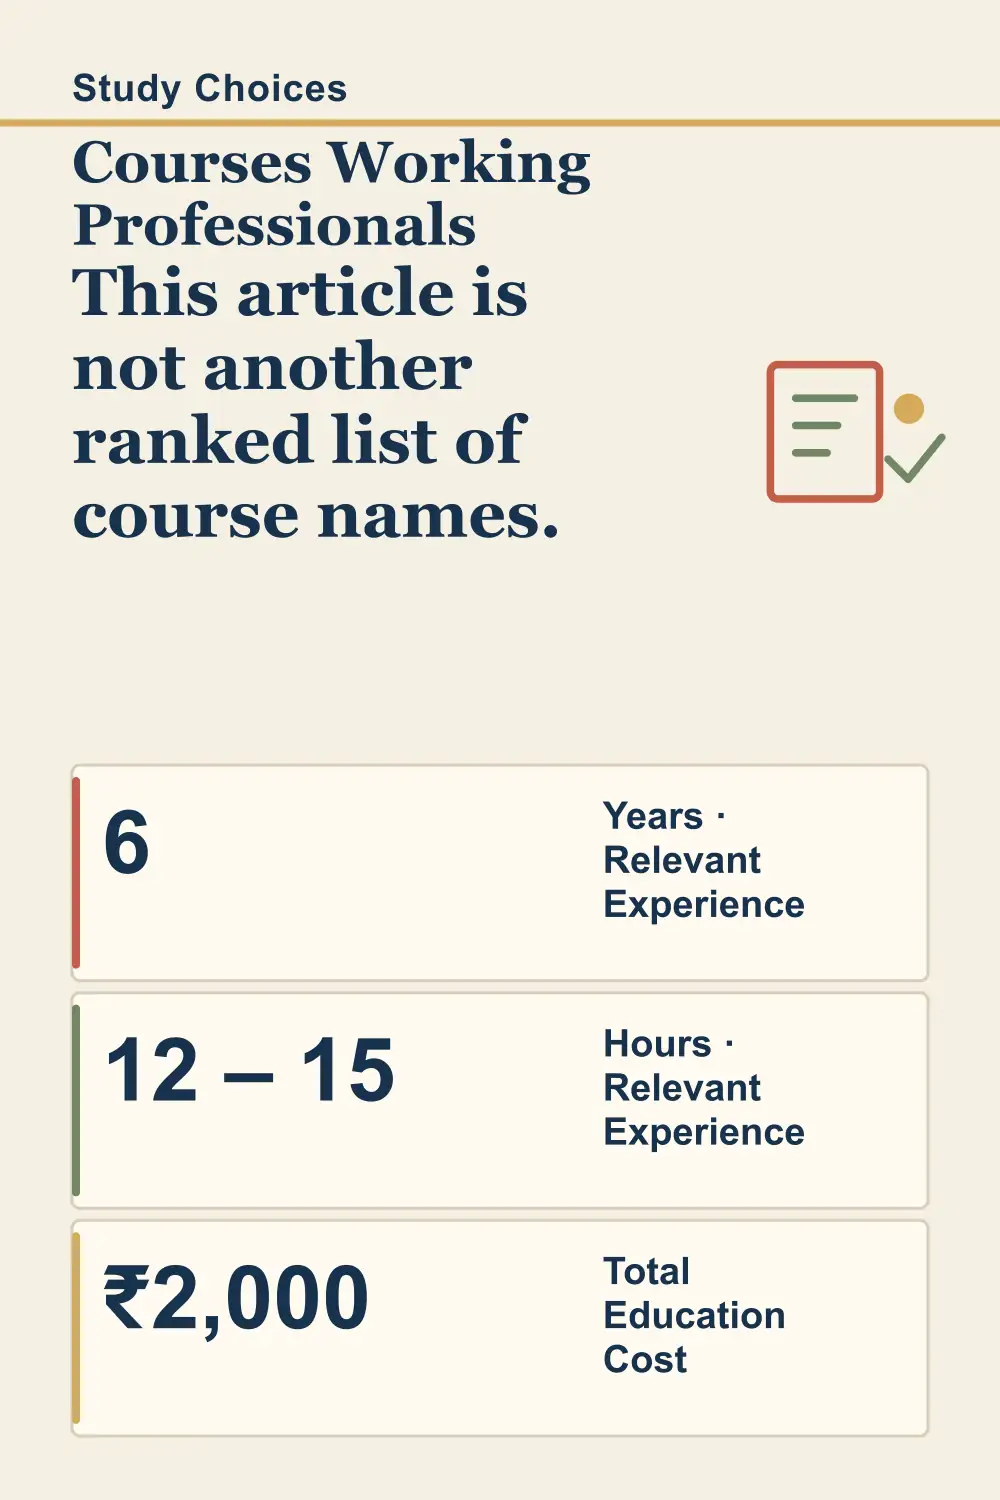 Study Choices
Courses Working
Professionals
This article is
not another
ranked list of
course names.
6
Years ·
Relevant
Experience
12 – 15
Hours ·
Relevant
Experience
₹2,000
Total
Education
Cost